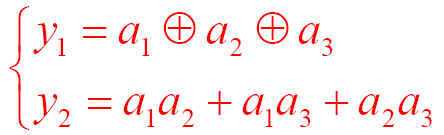 y₁ = a₁ ⊕ a₂ ⊕ a₃
y₂ = a₁a₂ + a₁a₃ + a₂a₃